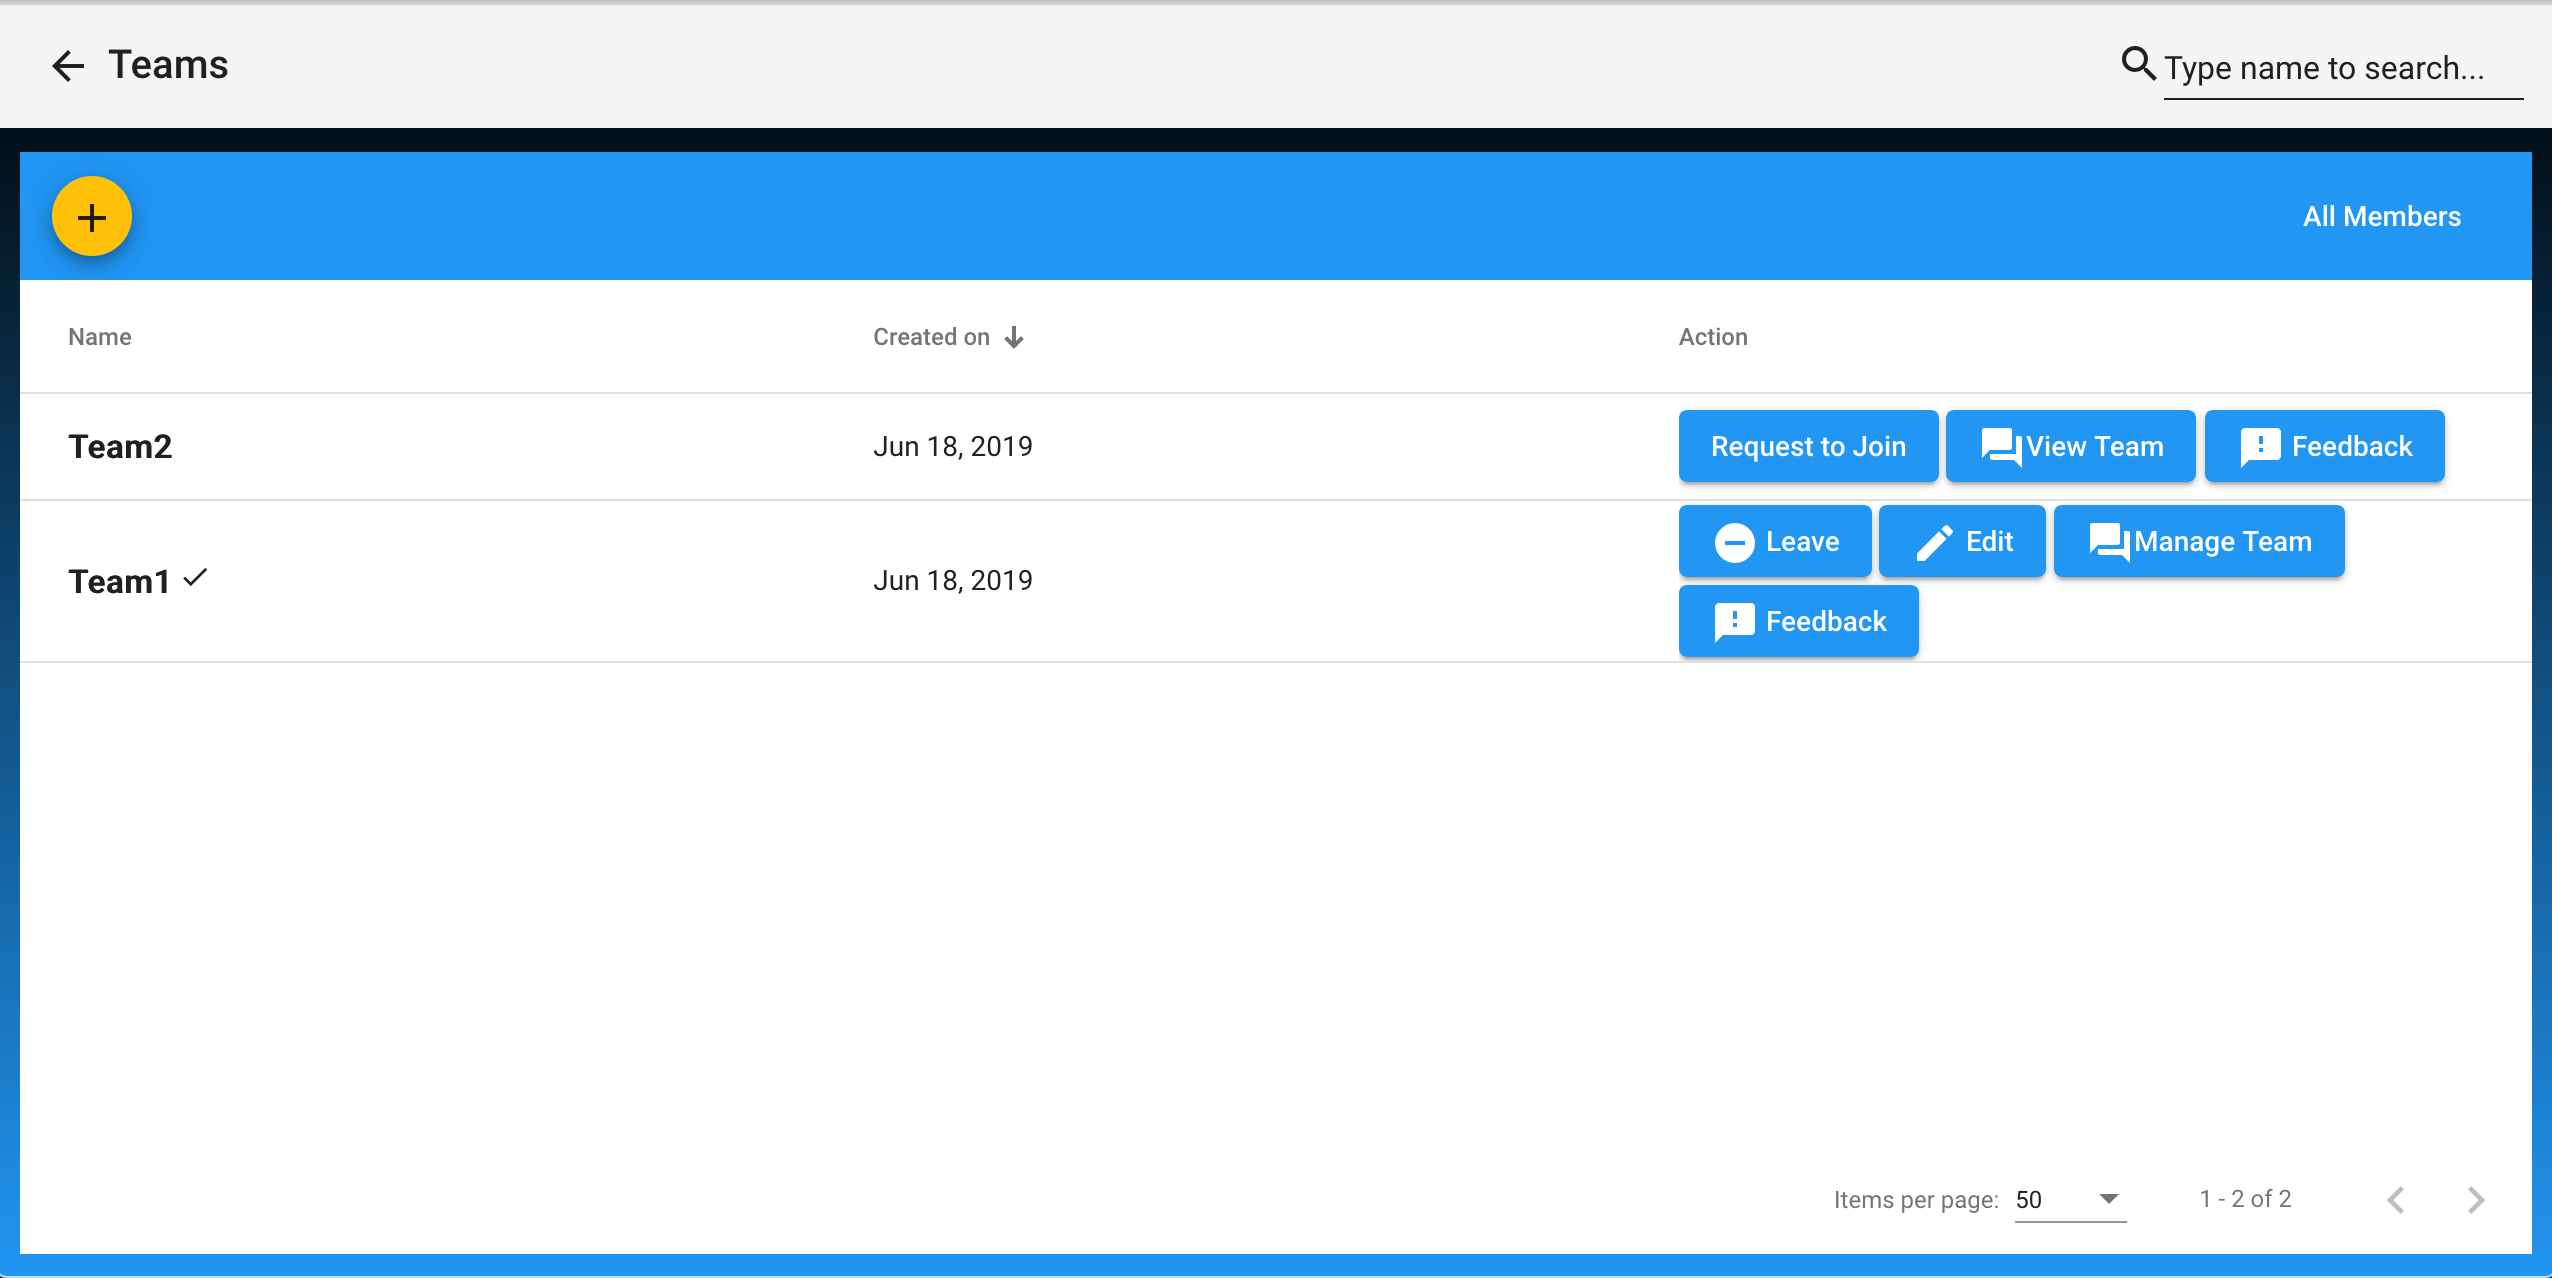 Teams
Type name to search...
All Members
Name Created on Action
Team2 Jun 18, 2019 Request to Join View Team Feedback
Team1 Jun 18, 2019 Leave Edit Manage Team
Feedback
Items per page: 50 1 - 2 of 2